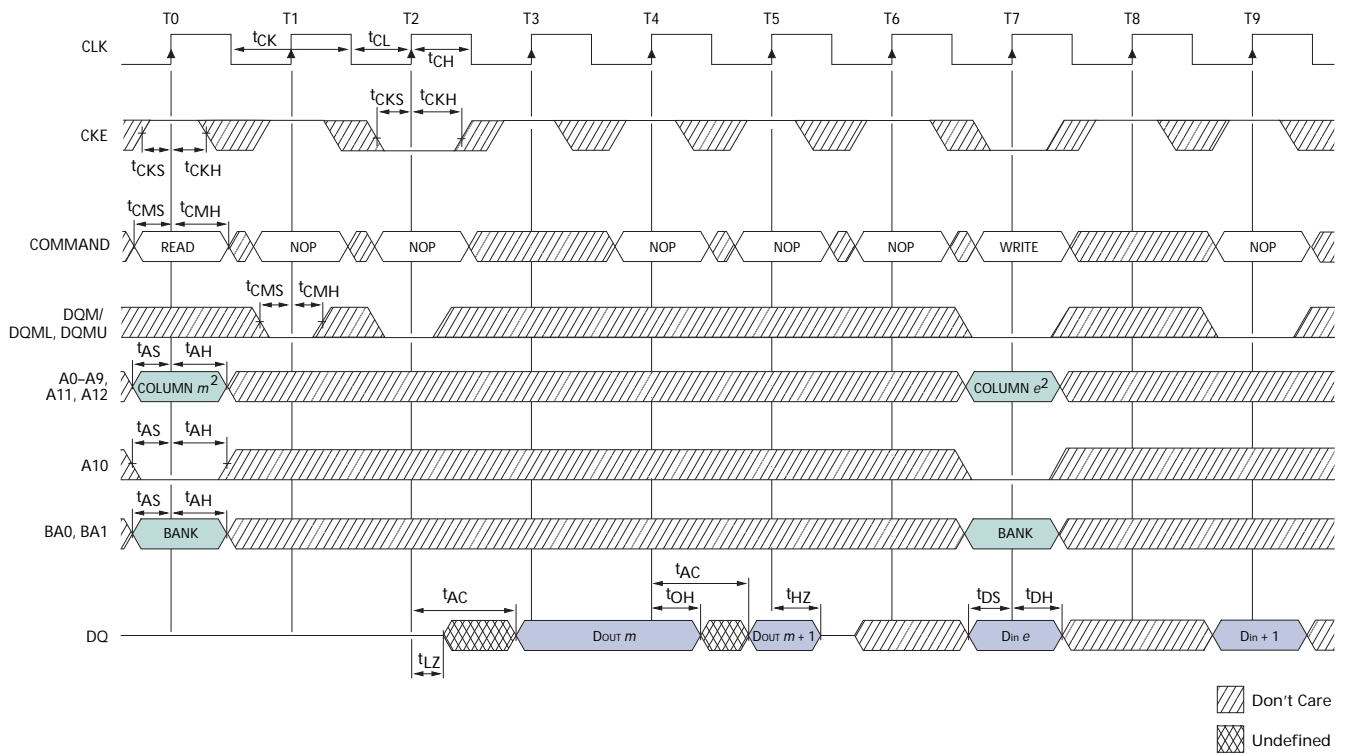 T0 T1 T2 T3 T4 T5 T6 T7 T8 T9
CLK
tCK tCL
tCH
tCKS tCKH
CKE
tCKS tCKH
tCMS tCMH
COMMAND READ NOP NOP NOP NOP NOP WRITE NOP
tCMS tCMH
DQM/
DQML, DQMU
tAS tAH
A0–A9,
A11, A12
COLUMN m2 COLUMN e2
tAS tAH
A10
tAS tAH
BA0, BA1 BANK BANK
tAC
tAC tOH tHZ tDS tDH
DQ DOUT m DOUT m + 1 Din e Din + 1
tLZ
Don't Care
Undefined